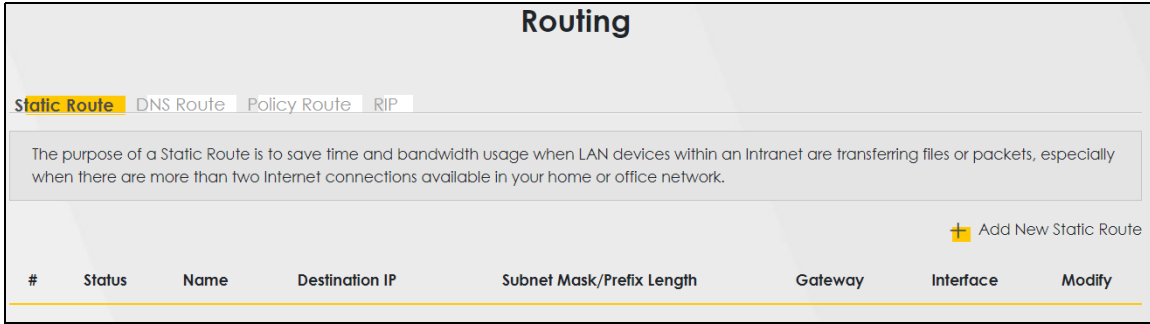 Routing
Static Route DNS Route Policy Route RIP
The purpose of a Static Route is to save time and bandwidth usage when LAN devices within an Intranet are transferring files or packets, especially
when there are more than two Internet connections available in your home or office network.
+ Add New Static Route
# Status Name Destination IP Subnet Mask/Prefix Length Gateway Interface Modify